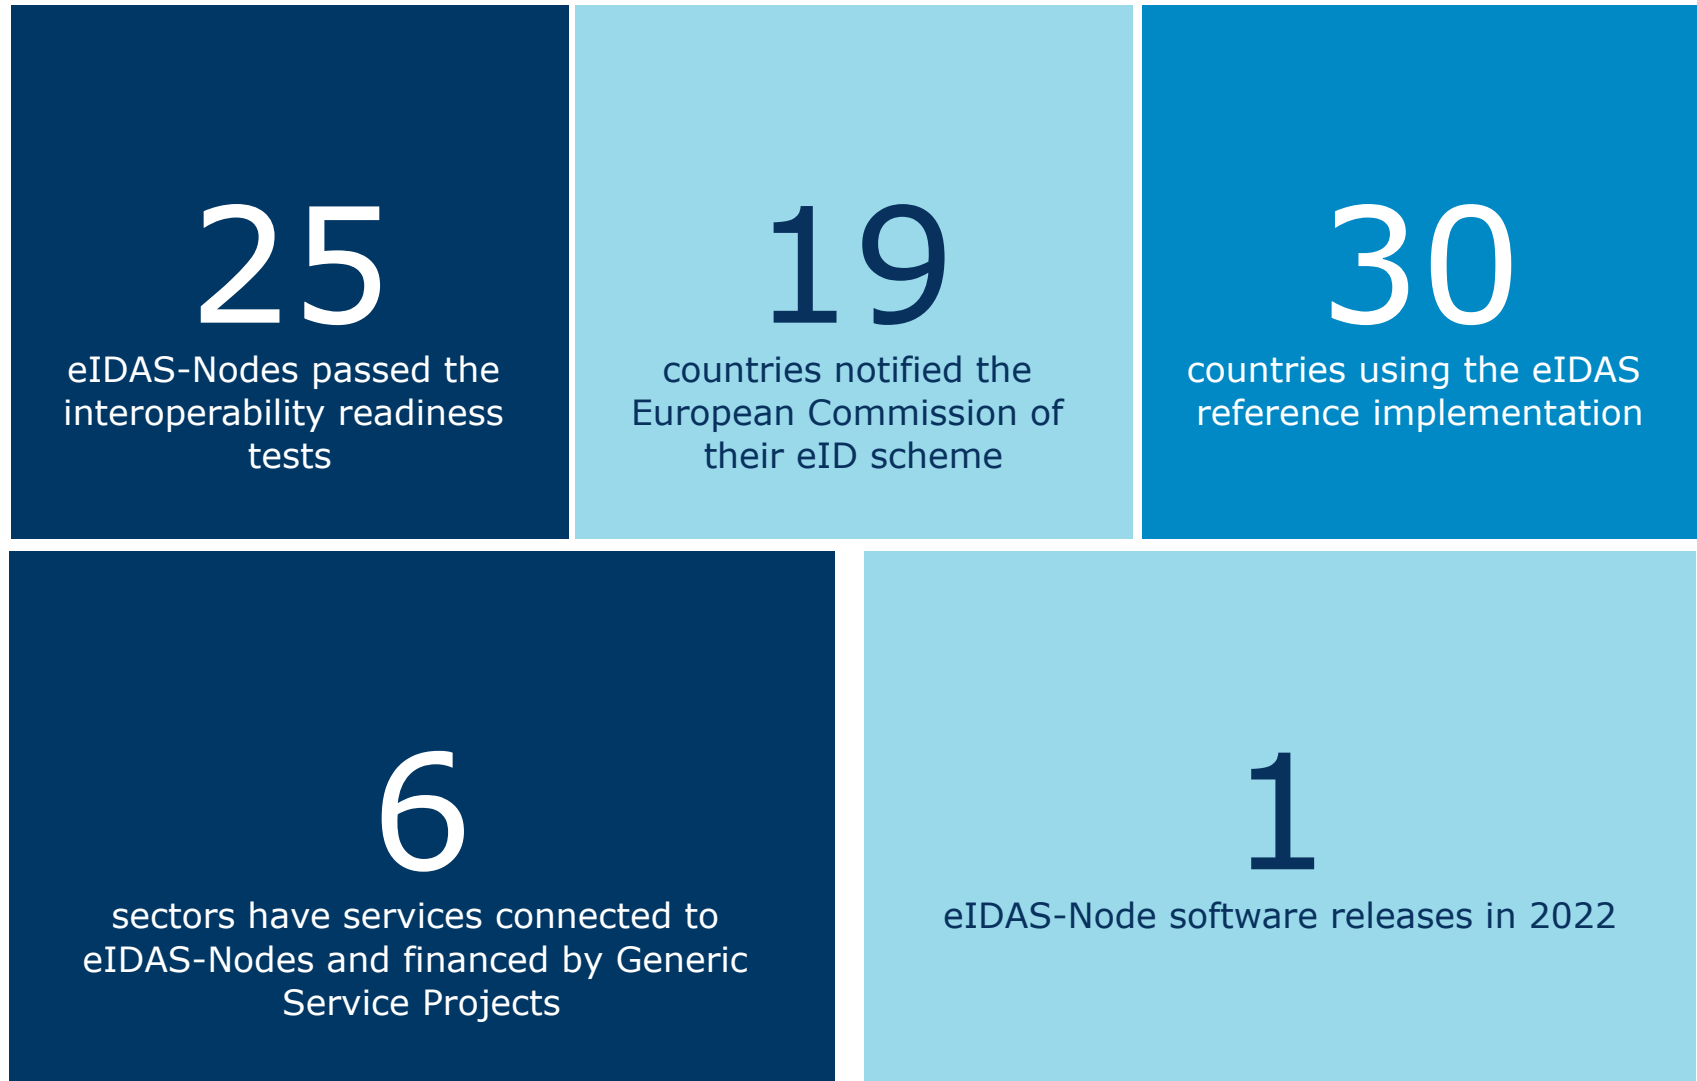 25
eIDAS-Nodes passed the
interoperability readiness
tests
19
countries notified the
European Commission of
their eID scheme
30
countries using the eIDAS
reference implementation
6
sectors have services connected to
eIDAS-Nodes and financed by Generic
Service Projects
1
eIDAS-Node software releases in 2022